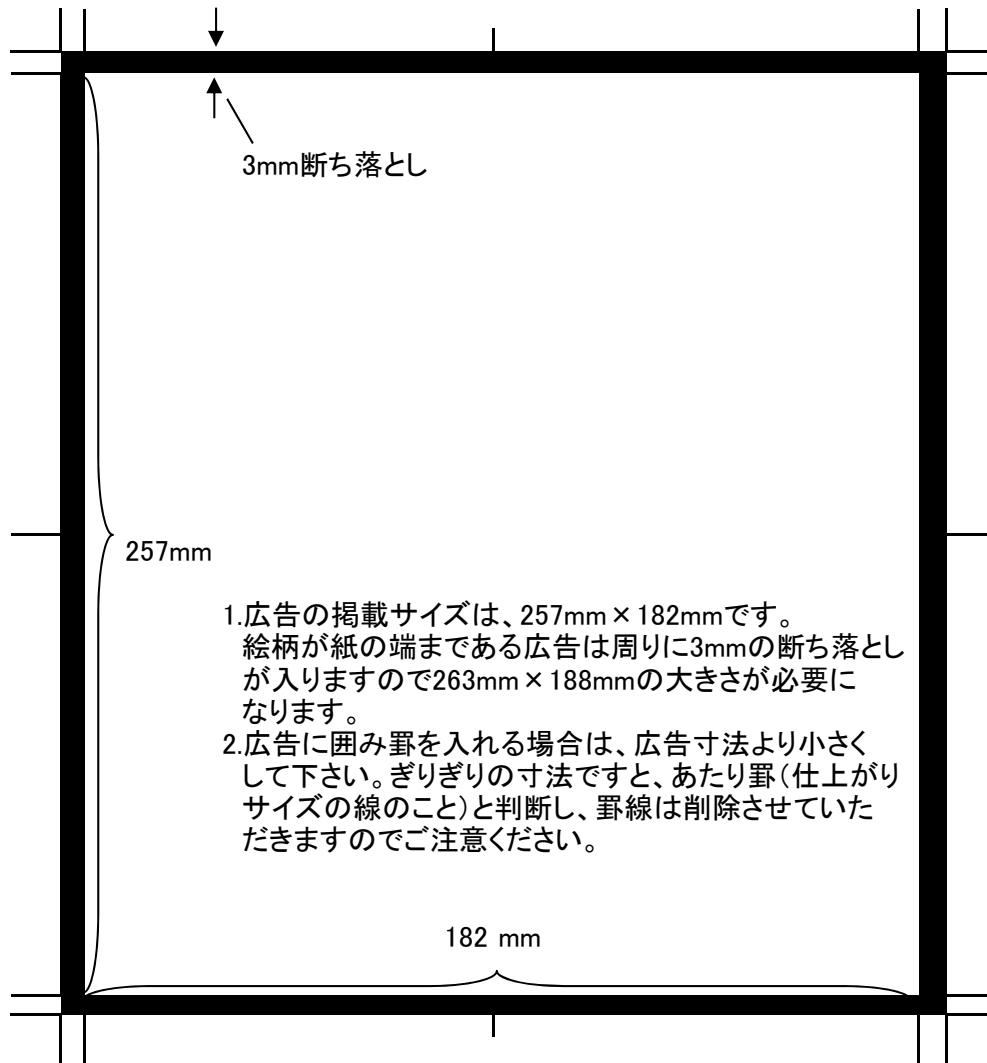 3mm断ち落とし
257mm
1.広告の掲載サイズは、257mm×182mmです。
絵柄が紙の端まである広告は周りに3mmの断ち落とし
が入りますので263mm×188mmの大きさが必要に
なります。
2.広告に囲み罫を入れる場合は、広告寸法より小さく
して下さい。ぎりぎりの寸法ですと、あたり罫(仕上がり
サイズの線のこと)と判断し、罫線は削除させていた
だきますのでご注意ください。
182 mm